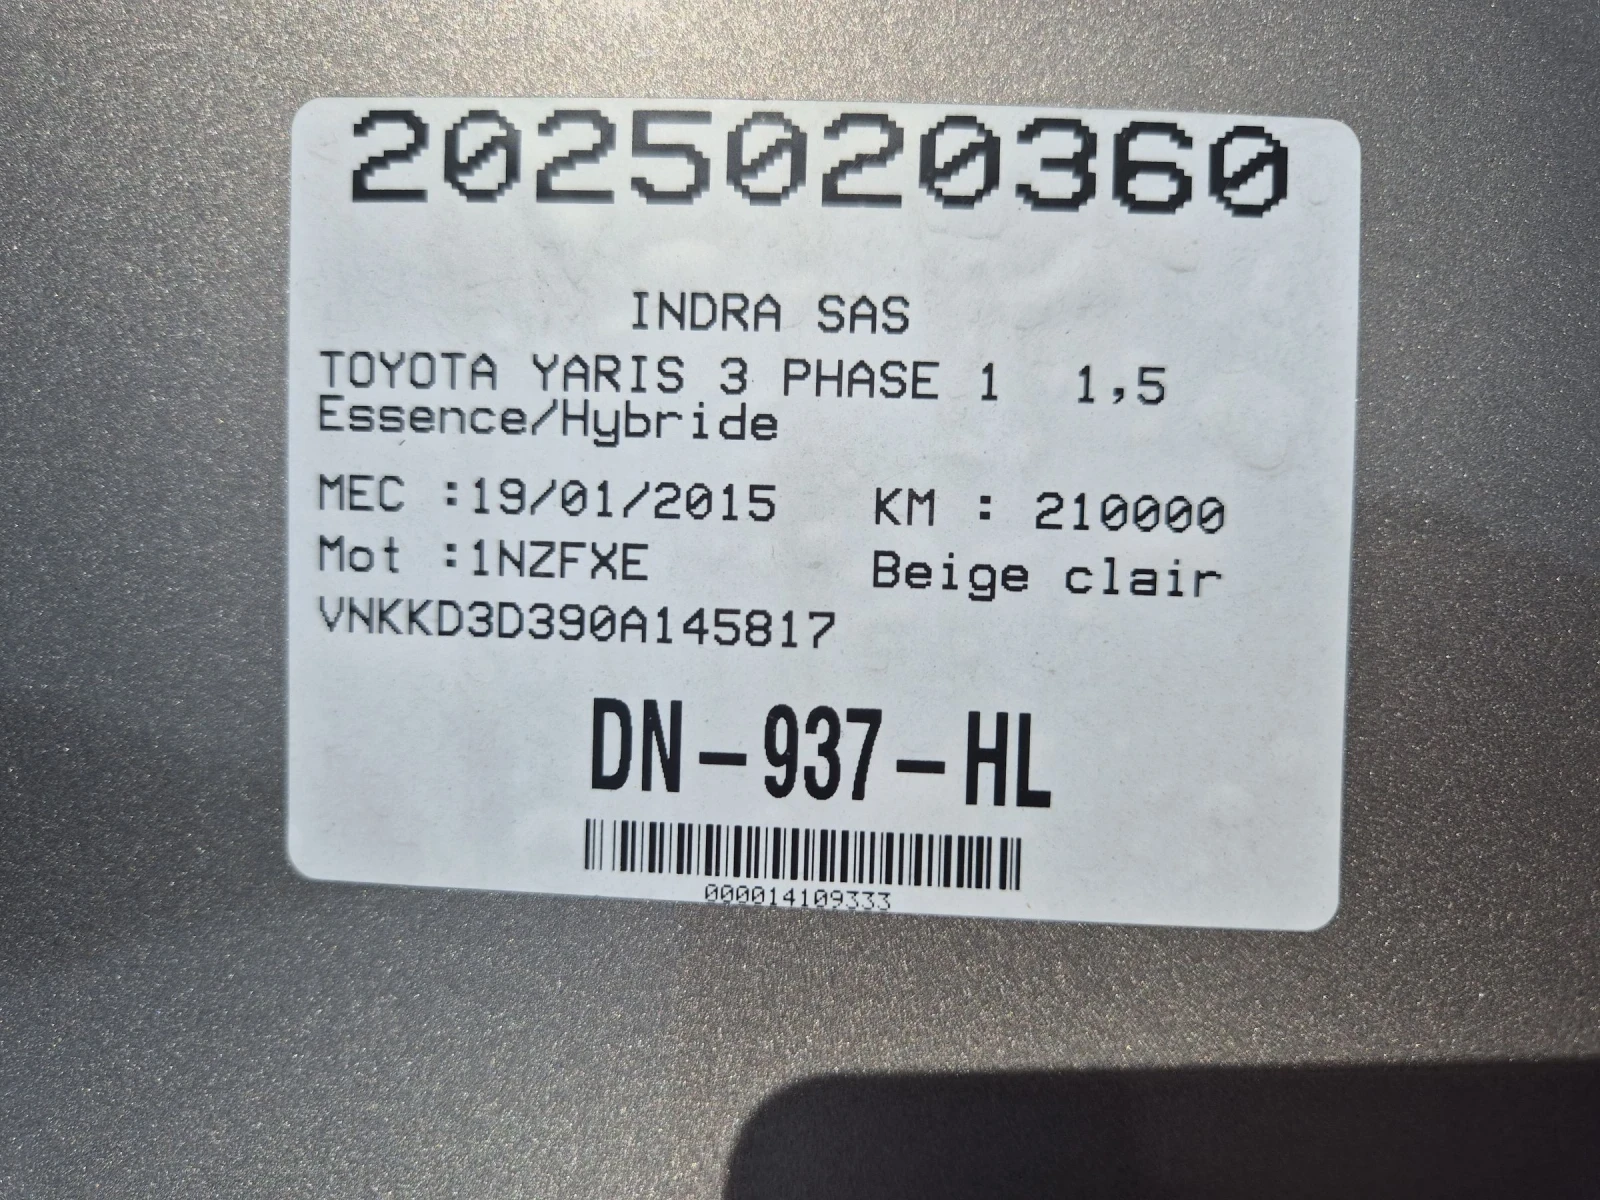 2025020360
INDRA SAS
TOYOTA YARIS 3 PHASE 1 1,5
Essence/Hybride
MEC :19/01/2015 KM : 210000
Mot :1NZFXE Beige clair
VNKKD3D390A145817
DN-937-HL
000014109333